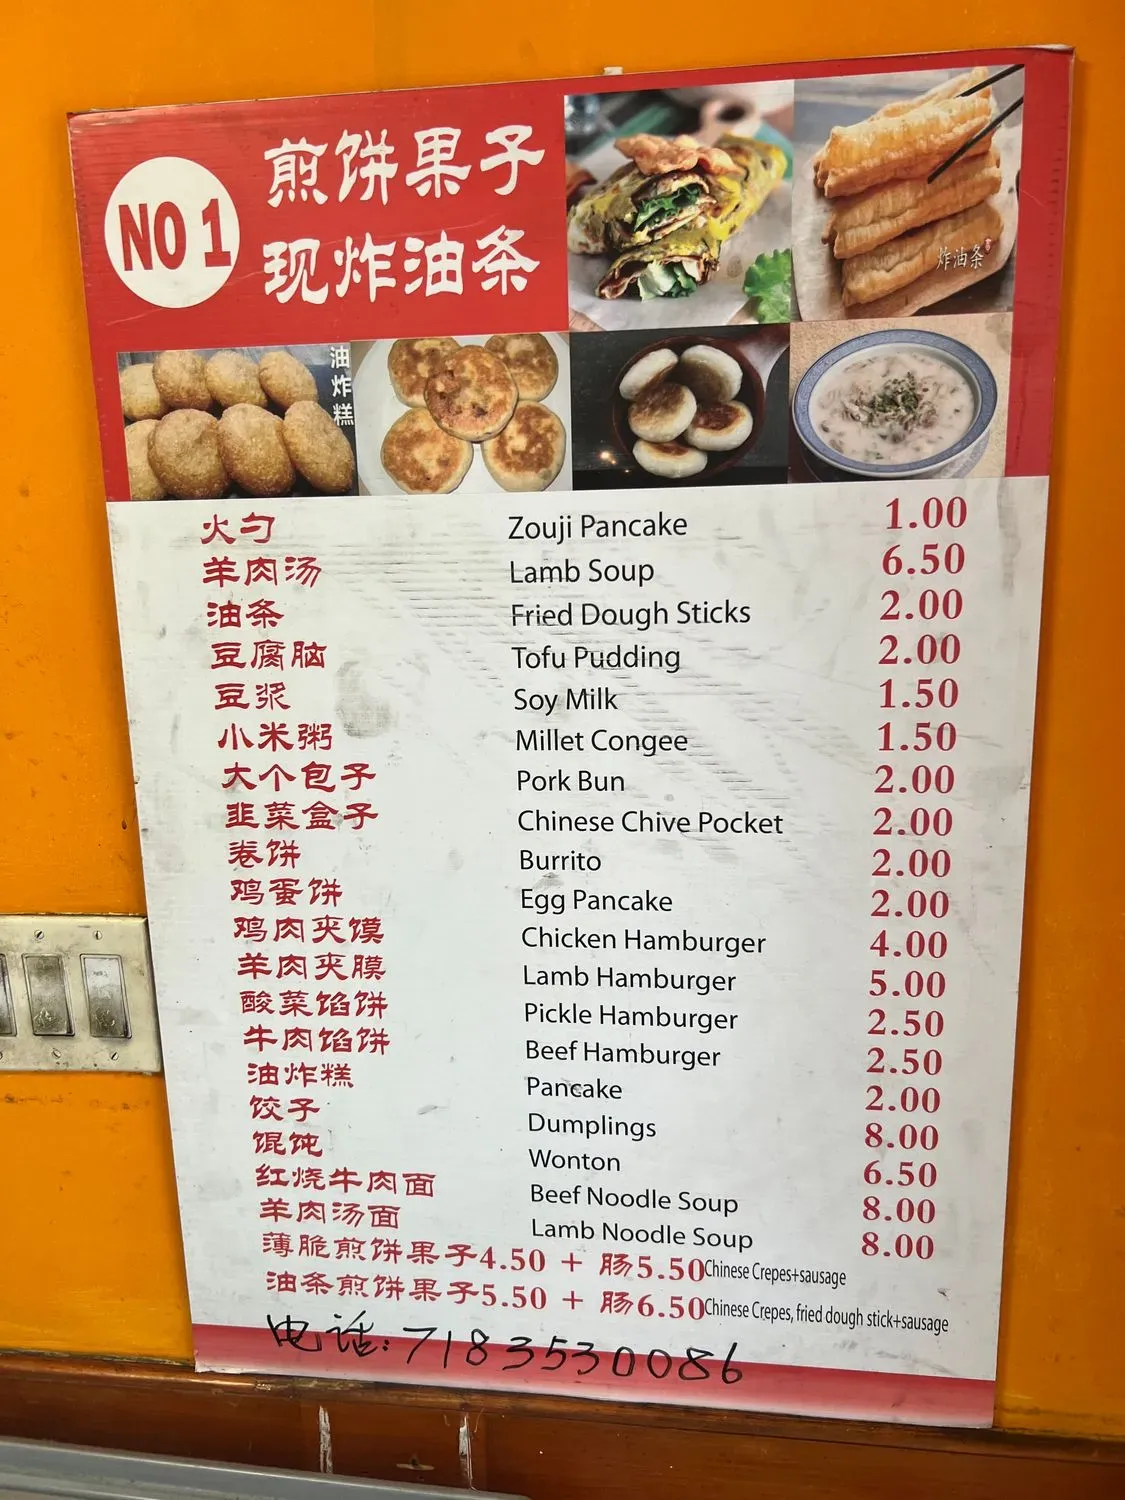 NO 1
煎饼果子
现炸油条
炸油条
油炸糕
火勺 Zouji Pancake 1.00
羊肉汤 Lamb Soup 6.50
油条 Fried Dough Sticks 2.00
豆腐脑 Tofu Pudding 2.00
豆浆 Soy Milk 1.50
小米粥 Millet Congee 1.50
大个包子 Pork Bun 2.00
韭菜盒子 Chinese Chive Pocket 2.00
卷饼 Burrito 2.00
鸡蛋饼 Egg Pancake 2.00
鸡肉夹馍 Chicken Hamburger 4.00
羊肉夹膜 Lamb Hamburger 5.00
酸菜馅饼 Pickle Hamburger 2.50
牛肉馅饼 Beef Hamburger 2.50
油炸糕 Pancake 2.00
饺子 Dumplings 8.00
馄饨 Wonton 6.50
红烧牛肉面 Beef Noodle Soup 8.00
羊肉汤面 Lamb Noodle Soup 8.00
薄脆煎饼果子4.50 + 肠5.50 Chinese Crepes+sausage
油条煎饼果子5.50 + 肠6.50 Chinese Crepes, fried dough stick+sausage
电话:7183530086